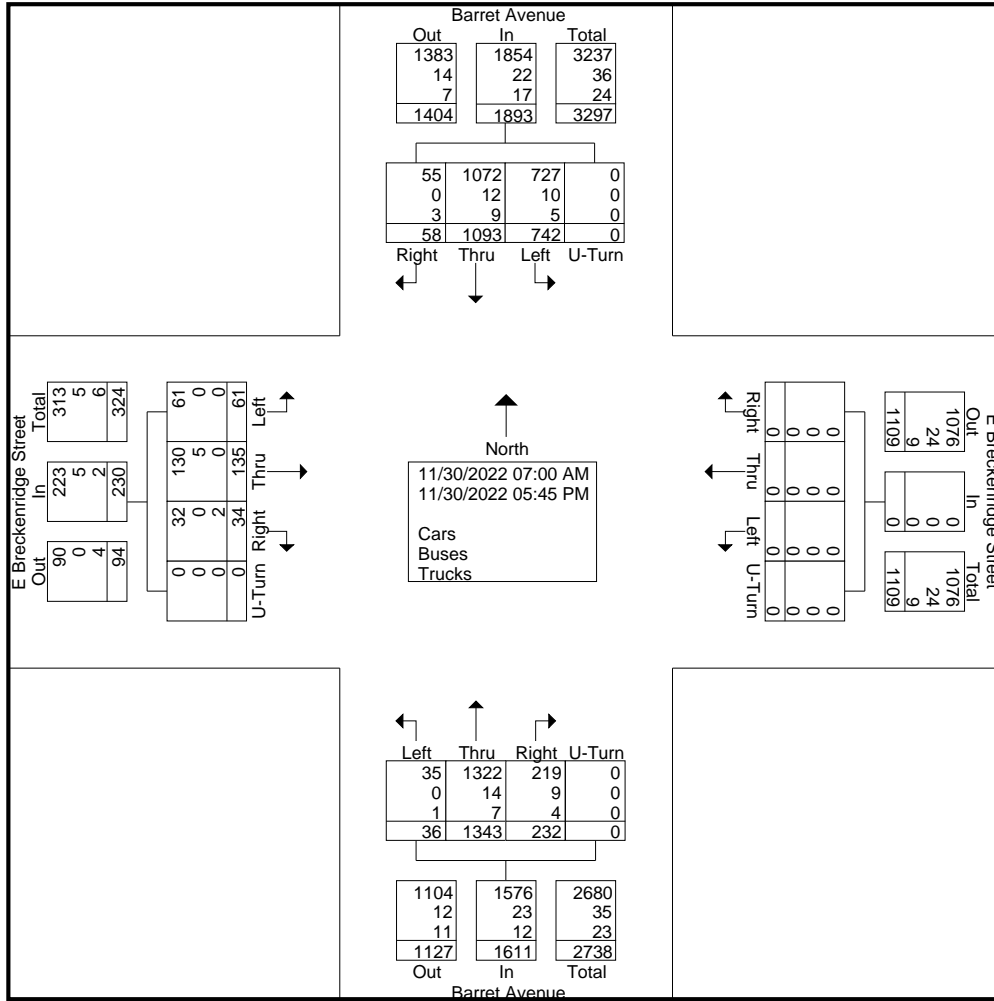 Barret Avenue
Out In Total
1383 1854 3237
14 22 36
7 17 24
1404 1893 3297
55 1072 727 0
0 12 10 0
3 9 5 0
58 1093 742 0
Right Thru Left U-Turn
E Breckenridge Street
Out In Total
90 223 313
0 5 5
4 2 6
94 230 324
U-Turn Right Thru Left
0 32 130 61
0 0 5 0
0 2 0 0
0 34 135 61
North
11/30/2022 07:00 AM
11/30/2022 05:45 PM
Cars
Buses
Trucks
Right Thru Left U-Turn
0 0 0 0
0 0 0 0
0 0 0 0
0 0 0 0
E Breckenridge Street
Out In Total
1076 0 1076
24 0 24
9 0 9
1109 0 1109
Left Thru Right U-Turn
35 1322 219 0
0 14 9 0
1 7 4 0
36 1343 232 0
1104 1576 2680
12 23 35
11 12 23
1127 1611 2738
Out In Total
Barret Avenue